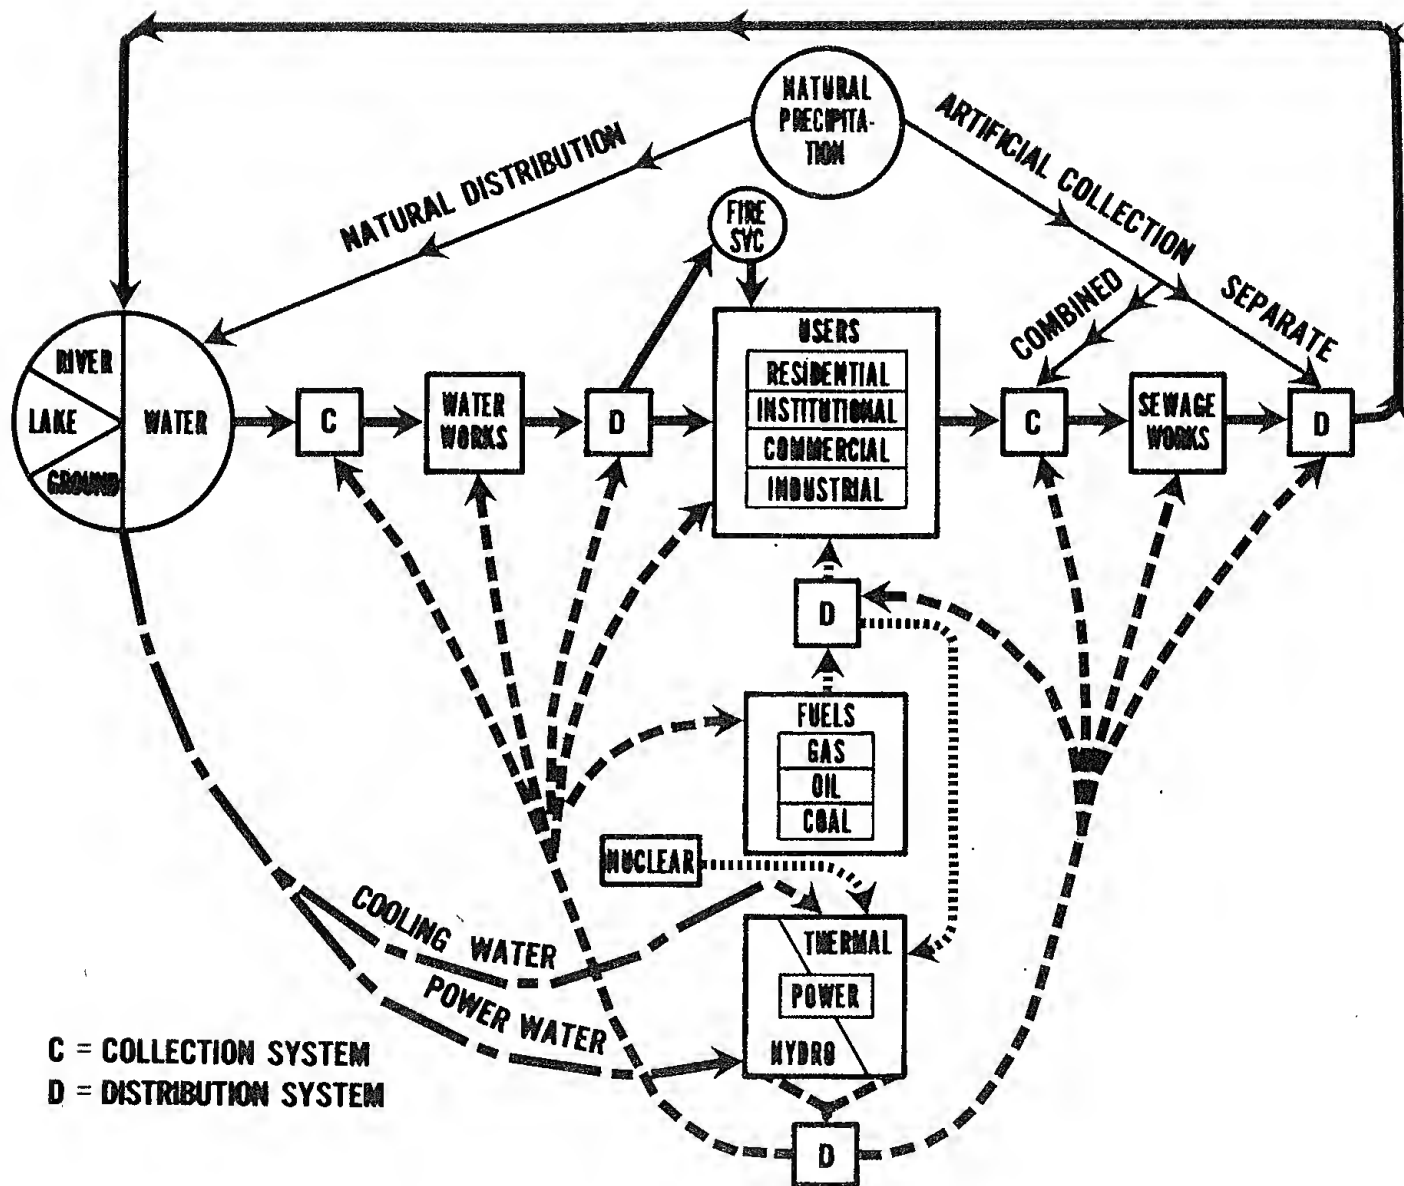 NATURAL
PRECIPITA-
TION
ARTIFICIAL COLLECTION
NATURAL DISTRIBUTION
FIRE
SVC
COMBINED
SEPARATE
RIVER
LAKE
GROUND
WATER
C
WATER
WORKS
D
USERS
RESIDENTIAL
INSTITUTIONAL
COMMERCIAL
INDUSTRIAL
C
SEWAGE
WORKS
D
D
FUELS
GAS
OIL
COAL
NUCLEAR
COOLING WATER
POWER WATER
THERMAL
POWER
HYDRO
D
C = COLLECTION SYSTEM
D = DISTRIBUTION SYSTEM